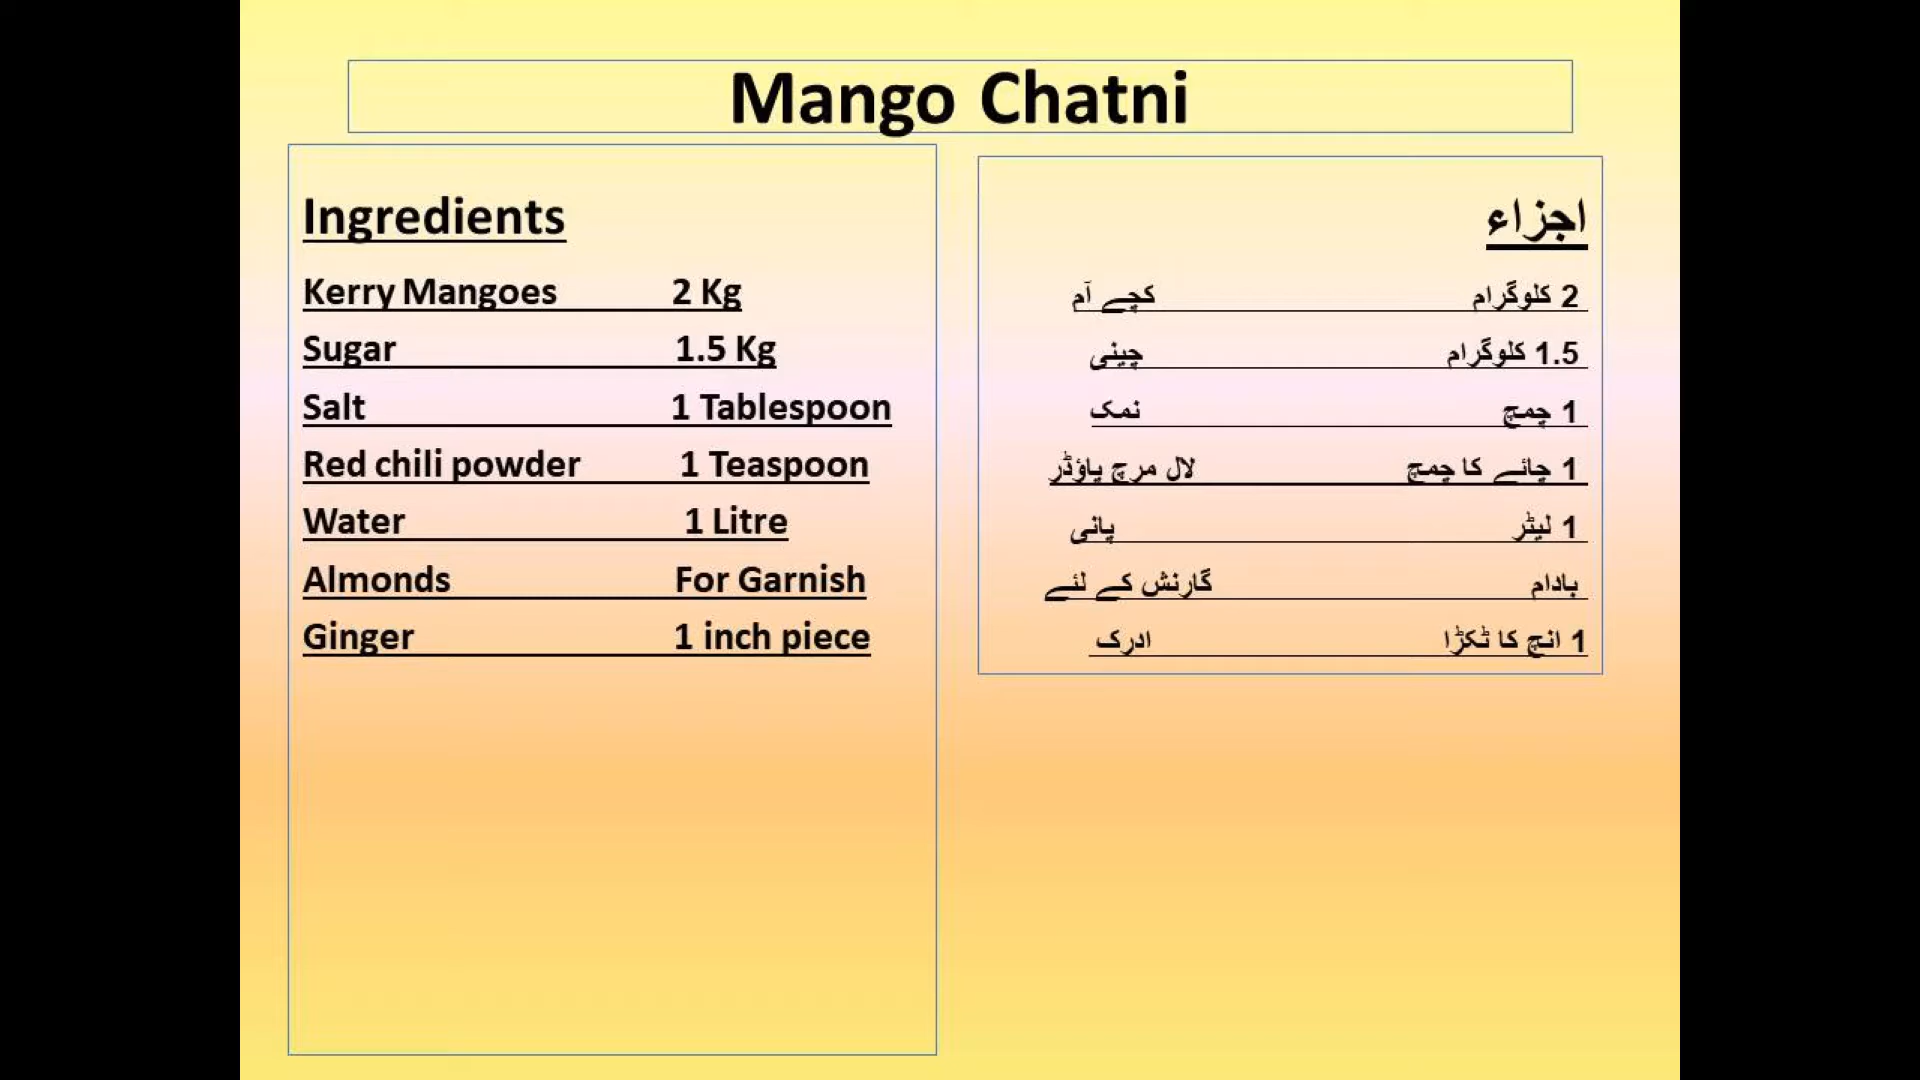 Mango Chatni
Ingredients
Kerry Mangoes 2 Kg
Sugar 1.5 Kg
Salt 1 Tablespoon
Red chili powder 1 Teaspoon
Water 1 Litre
Almonds For Garnish
Ginger 1 inch piece
اجزاء
2 کلوگرام کچے آم
1.5 کلوگرام چینی
1 چمچ نمک
1 چائے کا چمچ لال مرچ پاؤڈر
1 لیٹر پانی
بادام گارنش کے لئے
1 انچ کا ٹکڑا ادرک